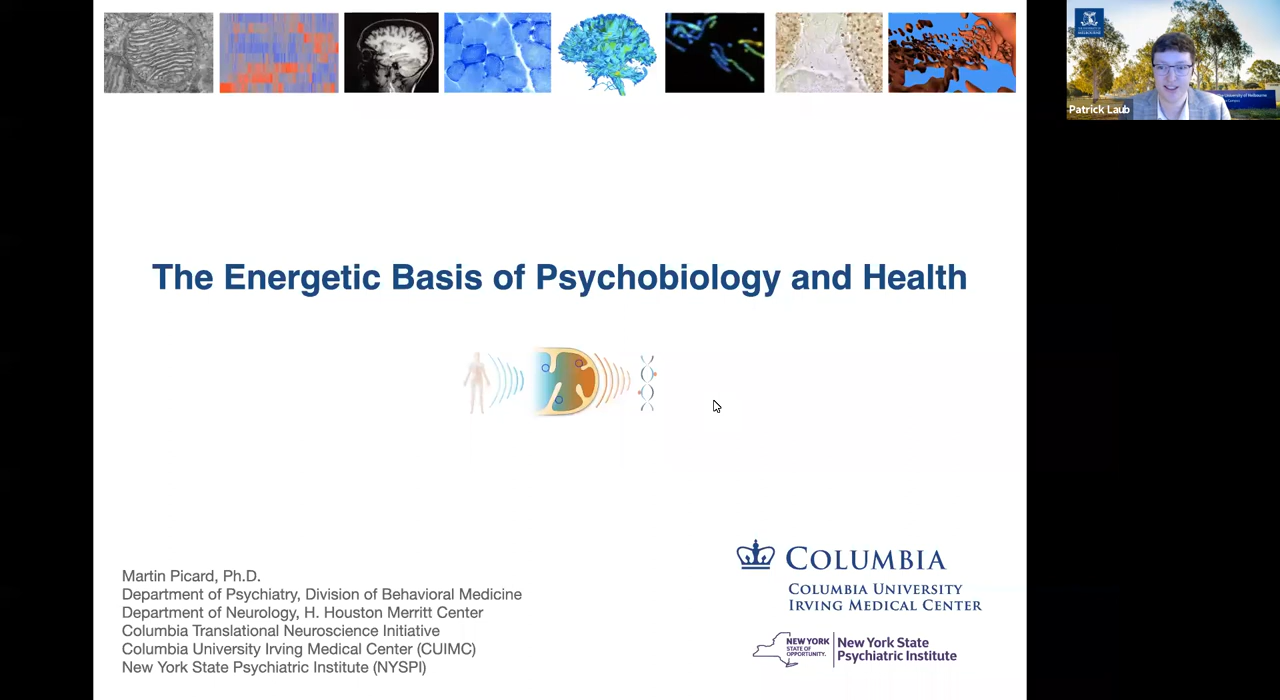 Patrick Laub
The Energetic Basis of Psychobiology and Health
Martin Picard, Ph.D.
Department of Psychiatry, Division of Behavioral Medicine
Department of Neurology, H. Houston Merritt Center
Columbia Translational Neuroscience Initiative
Columbia University Irving Medical Center (CUIMC)
New York State Psychiatric Institute (NYSPI)
COLUMBIA
COLUMBIA UNIVERSITY
IRVING MEDICAL CENTER
NEW YORK
STATE OF
OPPORTUNITY.
New York State
Psychiatric Institute